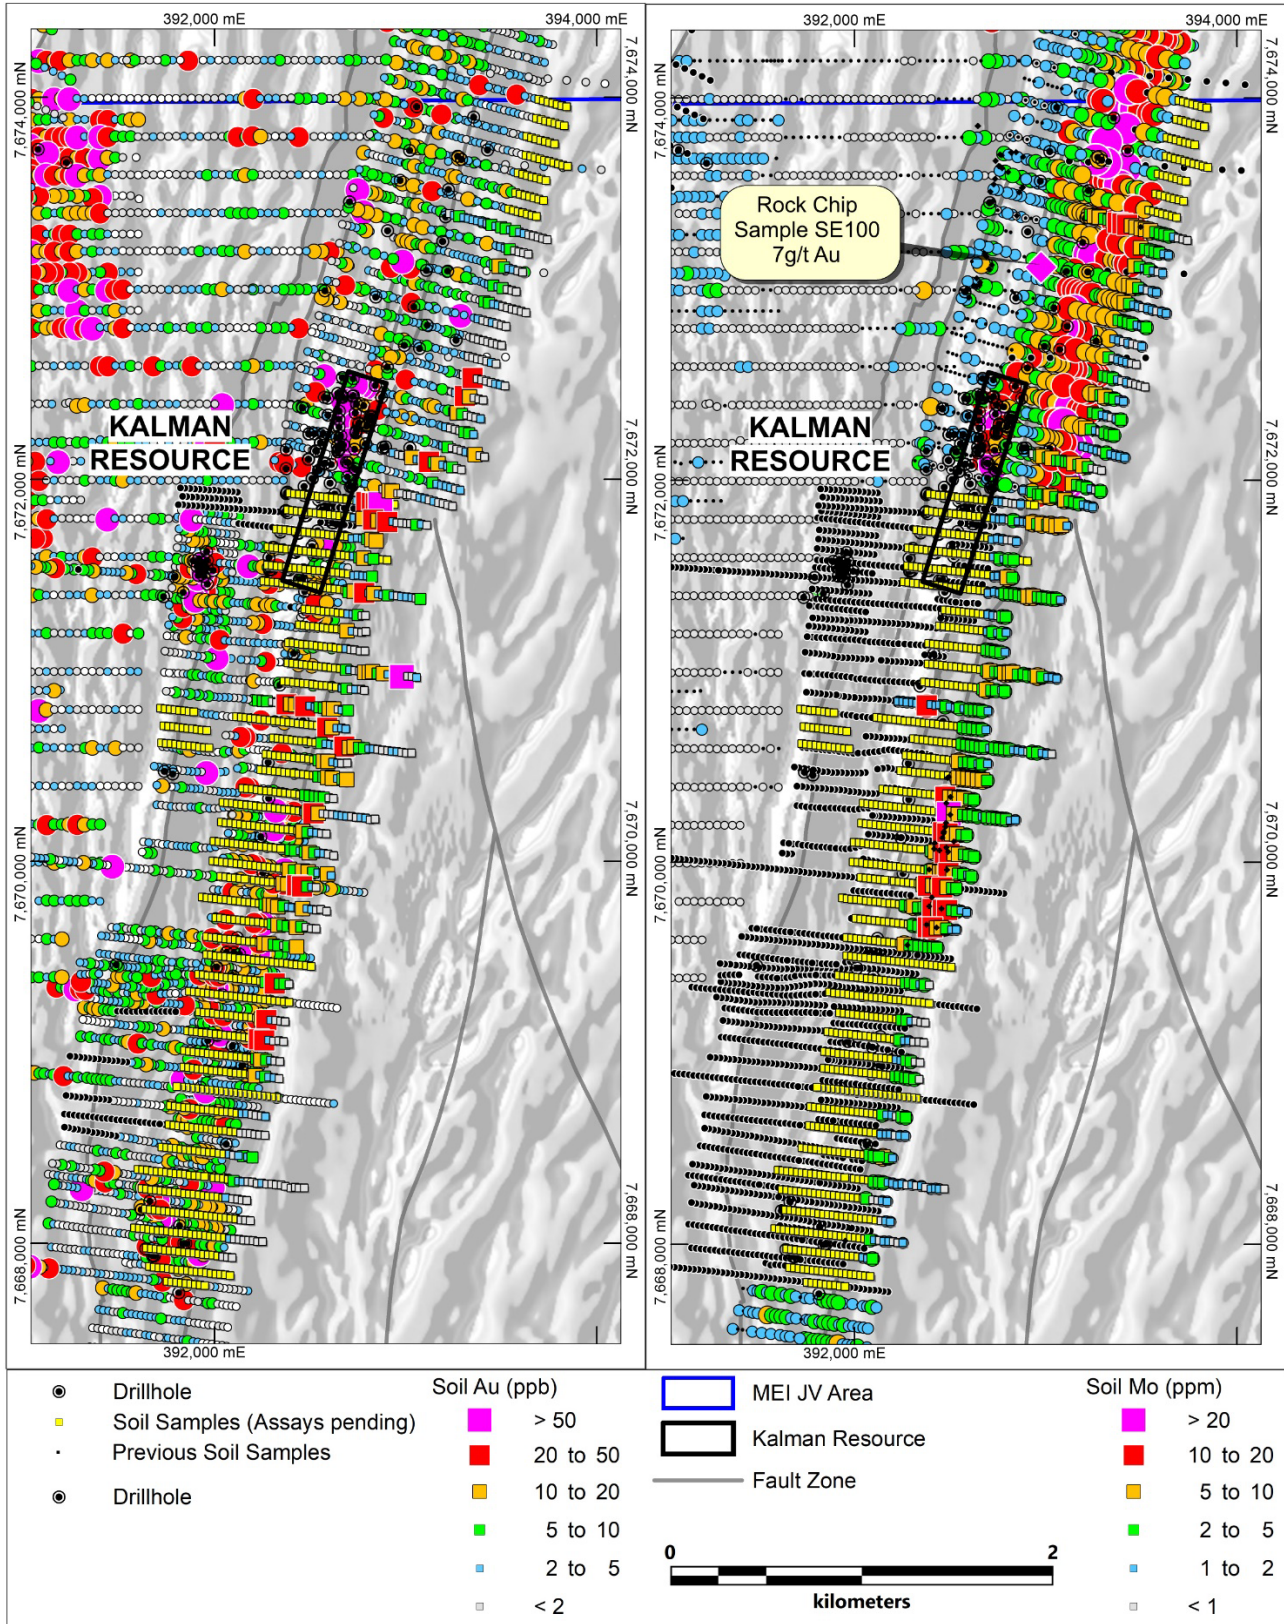 392,000 mE
394,000 mE
392,000 mE
394,000 mE
7,674,000 mN
7,674,000 mN
7,674,000 mN
7,674,000 mN
Rock Chip
Sample SE100
7g/t Au
KALMAN
RESOURCE
KALMAN
RESOURCE
7,672,000 mN
7,672,000 mN
7,672,000 mN
7,672,000 mN
7,670,000 mN
7,670,000 mN
7,670,000 mN
7,670,000 mN
7,668,000 mN
7,668,000 mN
7,668,000 mN
7,668,000 mN
392,000 mE
392,000 mE
Drillhole
Soil Samples (Assays pending)
Previous Soil Samples
Drillhole
Soil Au (ppb)
> 50
20 to 50
10 to 20
5 to 10
2 to 5
< 2
MEI JV Area
Kalman Resource
Fault Zone
0 2
kilometers
Soil Mo (ppm)
> 20
10 to 20
5 to 10
2 to 5
1 to 2
< 1